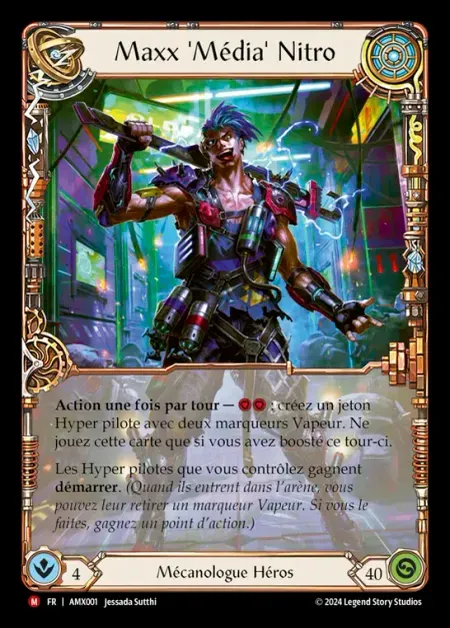 Maxx 'Média' Nitro
Action une fois par tour — : créez un jeton
Hyper pilote avec deux marqueurs Vapeur. Ne
jouez cette carte que si vous avez boosté ce tour-ci.
Les Hyper pilotes que vous contrôlez gagnent
démarrer. (Quand ils entrent dans l'arène, vous
pouvez leur retirer un marqueur Vapeur. Si vous le
faites, gagnez un point d'action.)
4
Mécanologue Héros
40
M FR | AMX001 Jessada Sutthi
© 2024 Legend Story Studios